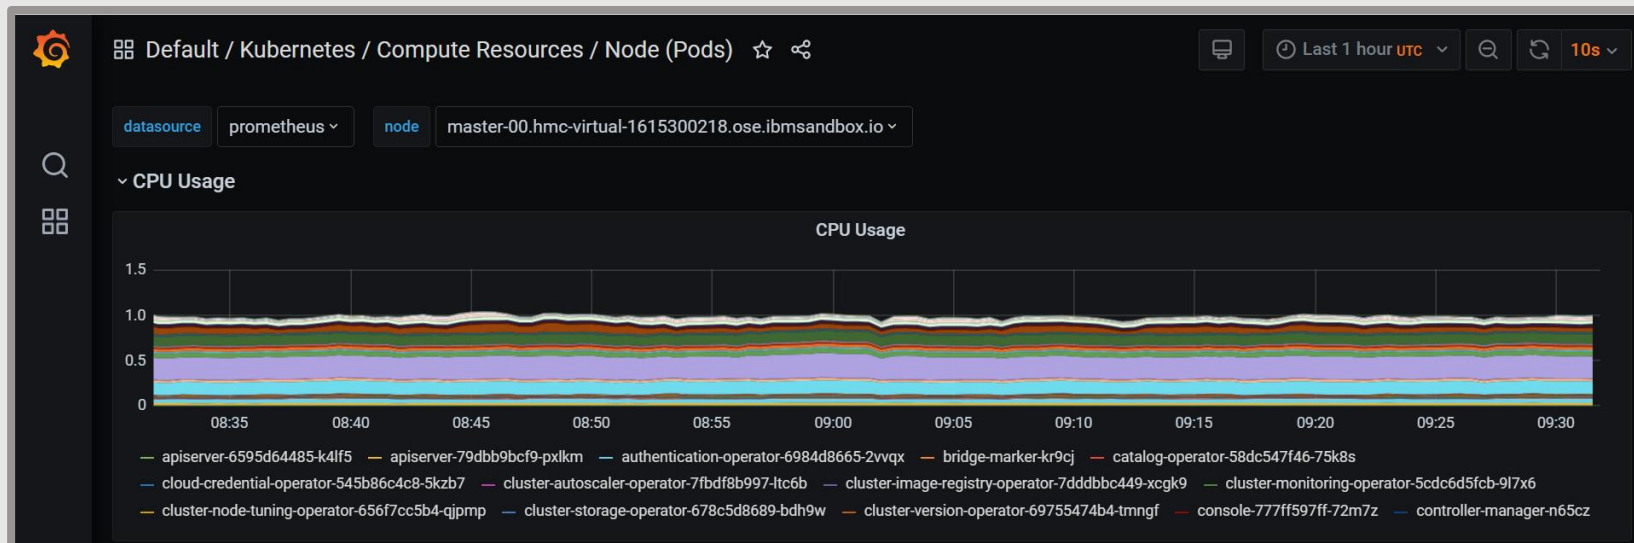 Default / Kubernetes / Compute Resources / Node (Pods)
Last 1 hour UTC
10s
datasource
prometheus
node
master-00.hmc-virtual-1615300218.ose.ibmsandbox.io
CPU Usage
CPU Usage
1.5
1.0
0.5
0
08:35 08:40 08:45 08:50 08:55 09:00 09:05 09:10 09:15 09:20 09:25 09:30
apiserver-6595d64485-k4lf5 apiserver-79dbb9bcf9-pxlkm authentication-operator-6984d8665-2vvqx bridge-marker-kr9cj catalog-operator-58dc547f46-75k8s
cloud-credential-operator-545b86c4c8-5kzb7 cluster-autoscaler-operator-7fbdf8b997-ltc6b cluster-image-registry-operator-7dddbbc449-xcgk9 cluster-monitoring-operator-5cdc6d5fcb-9l7x6
cluster-node-tuning-operator-656f7cc5b4-qjpmp cluster-storage-operator-678c5d8689-bdh9w cluster-version-operator-69755474b4-tmngf console-777ff597ff-72m7z controller-manager-n65cz